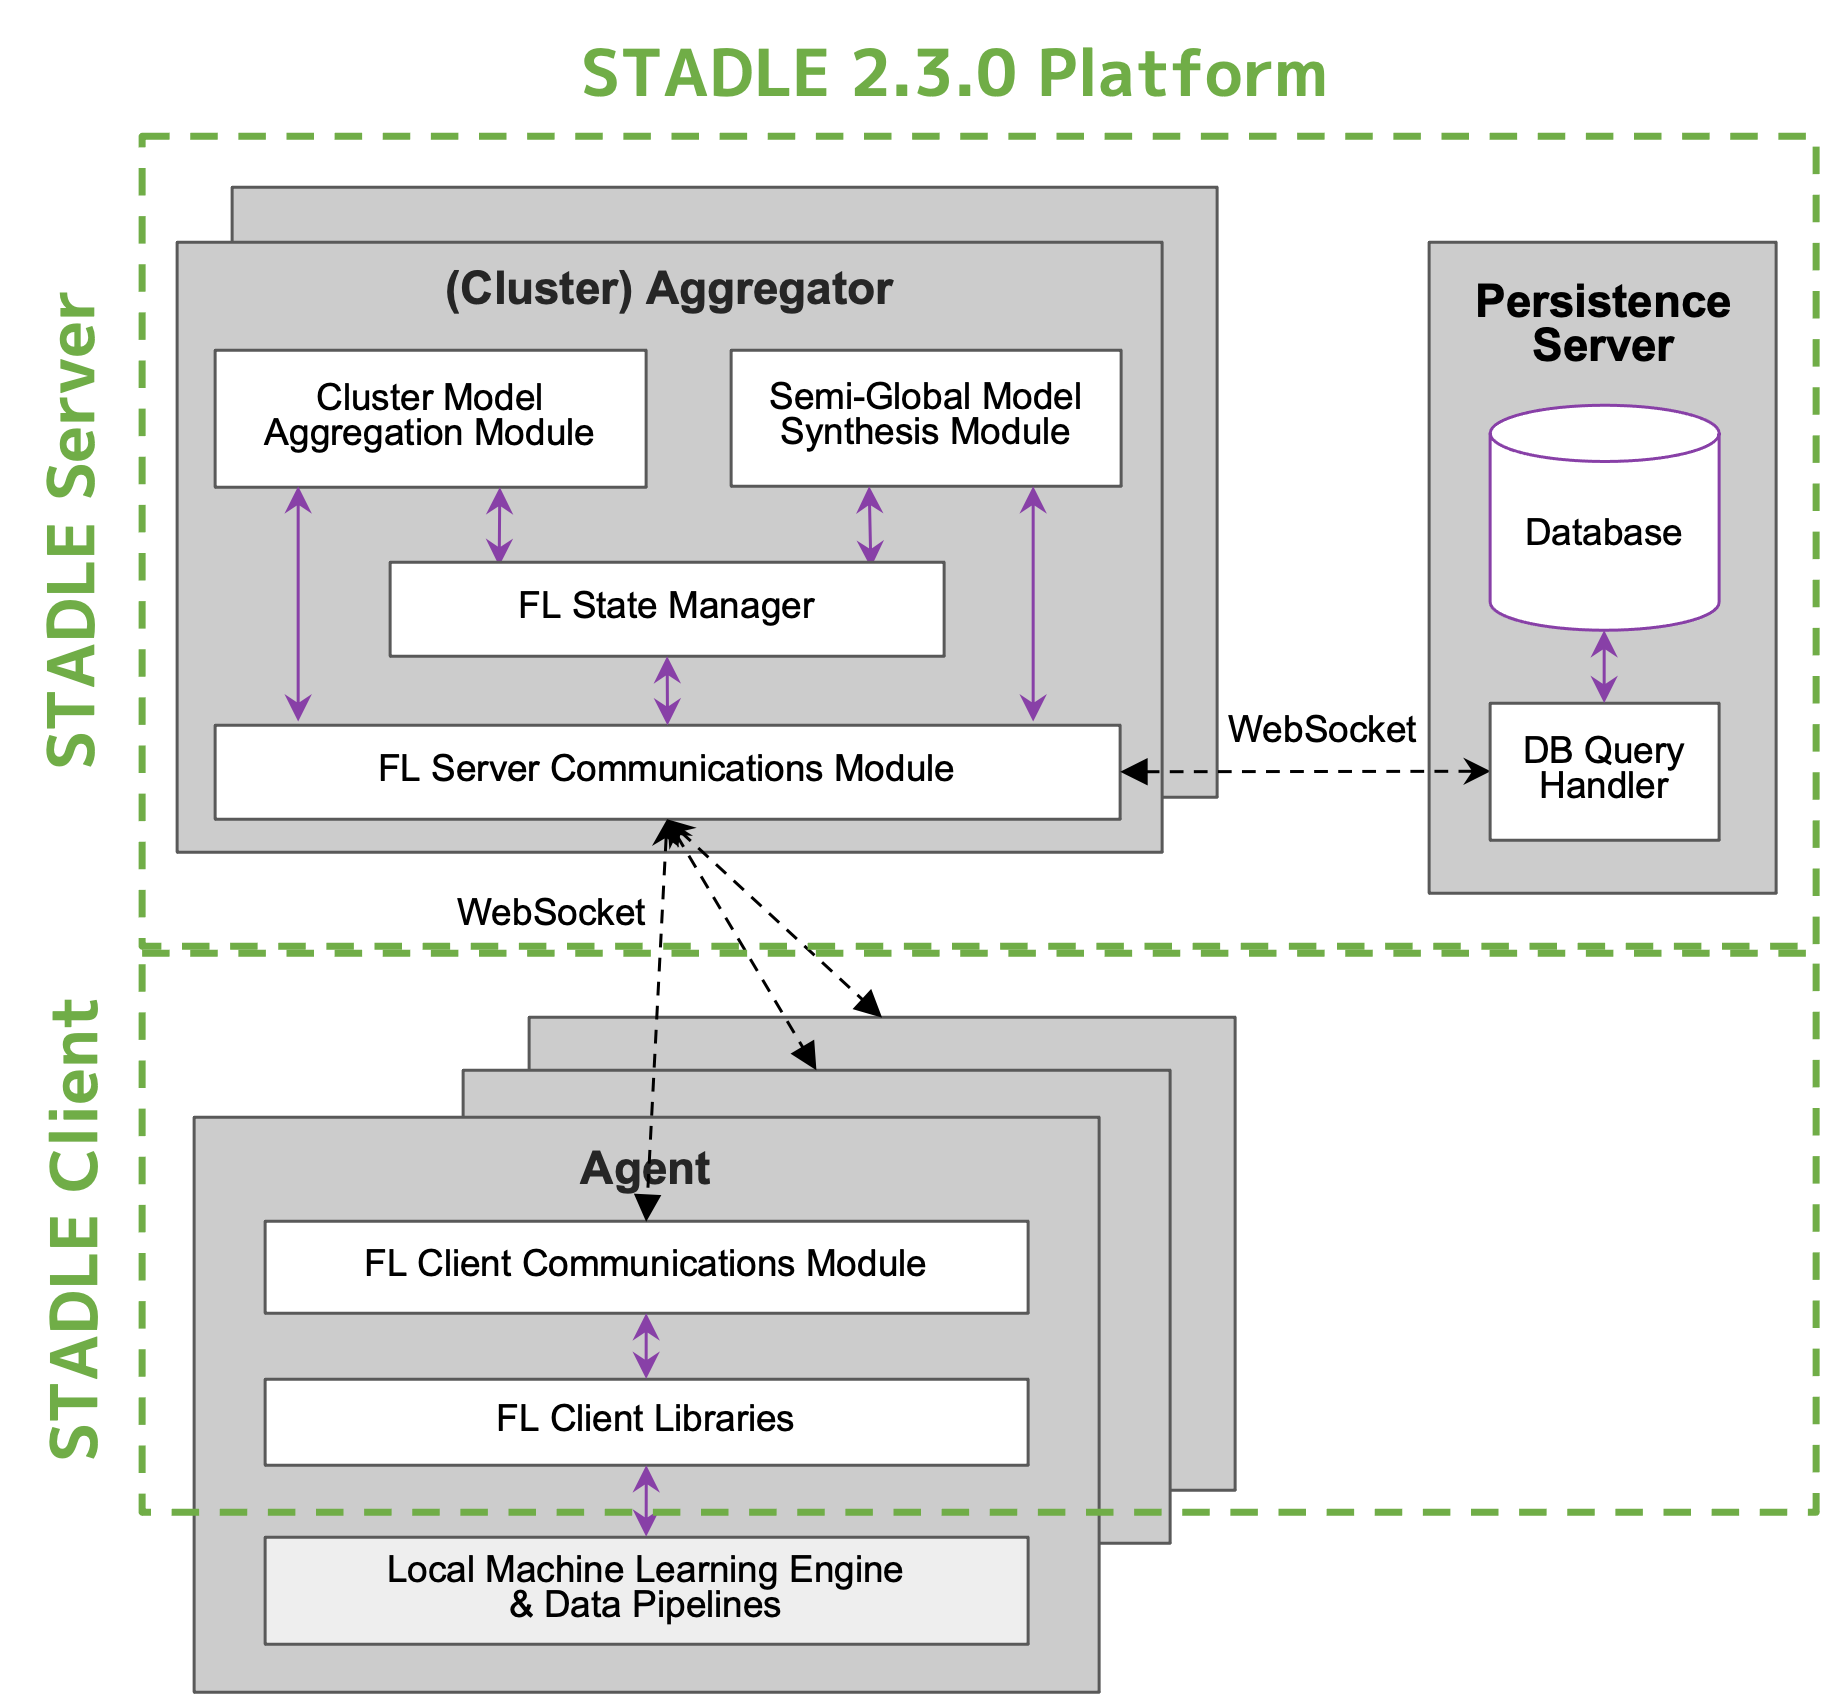 STADLE 2.3.0 Platform
STADLE Server
(Cluster) Aggregator
Cluster Model
Aggregation Module
Semi-Global Model
Synthesis Module
FL State Manager
FL Server Communications Module
WebSocket
Persistence
Server
Database
DB Query
Handler
WebSocket
STADLE Client
Agent
FL Client Communications Module
FL Client Libraries
Local Machine Learning Engine
& Data Pipelines